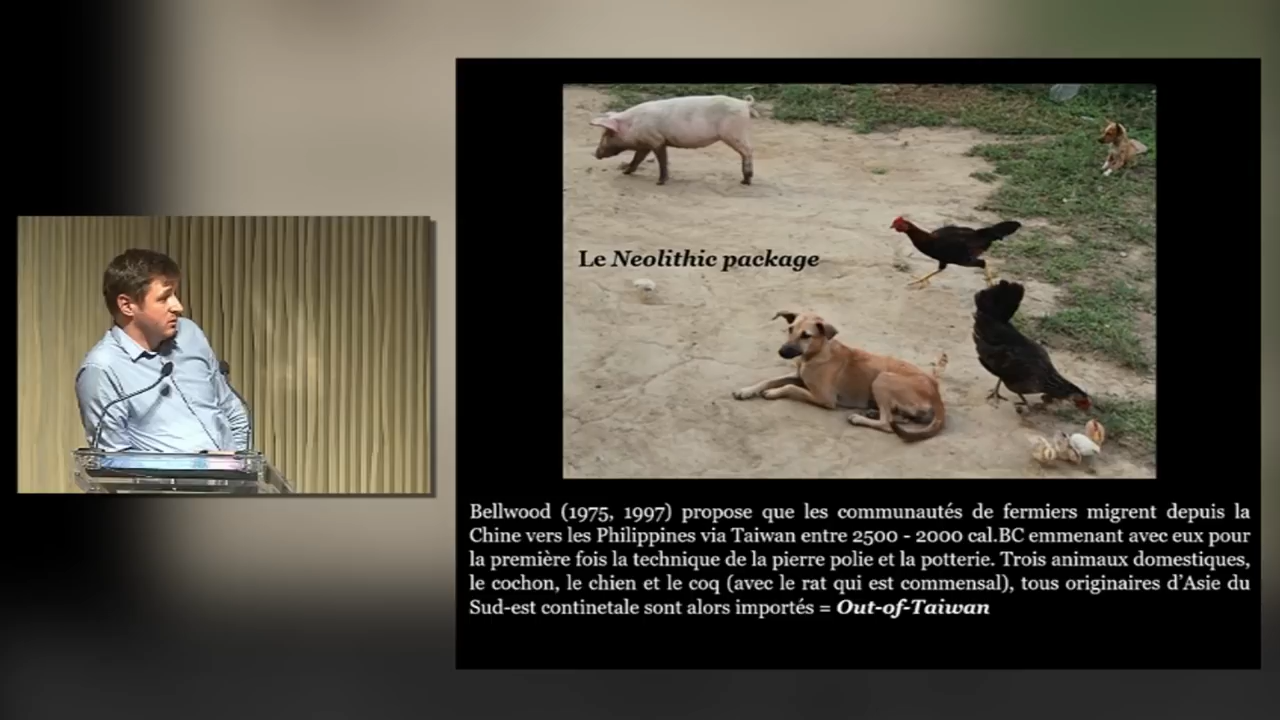 Le Neolithic package
Bellwood (1975, 1997) propose que les communautés de fermiers migrent depuis la
Chine vers les Philippines via Taiwan entre 2500 - 2000 cal.BC emmenant avec eux pour
la première fois la technique de la pierre polie et la potterie. Trois animaux domestiques,
le cochon, le chien et le coq (avec le rat qui est commensal), tous originaires d'Asie du
Sud-est continetale sont alors importés = Out-of-Taiwan